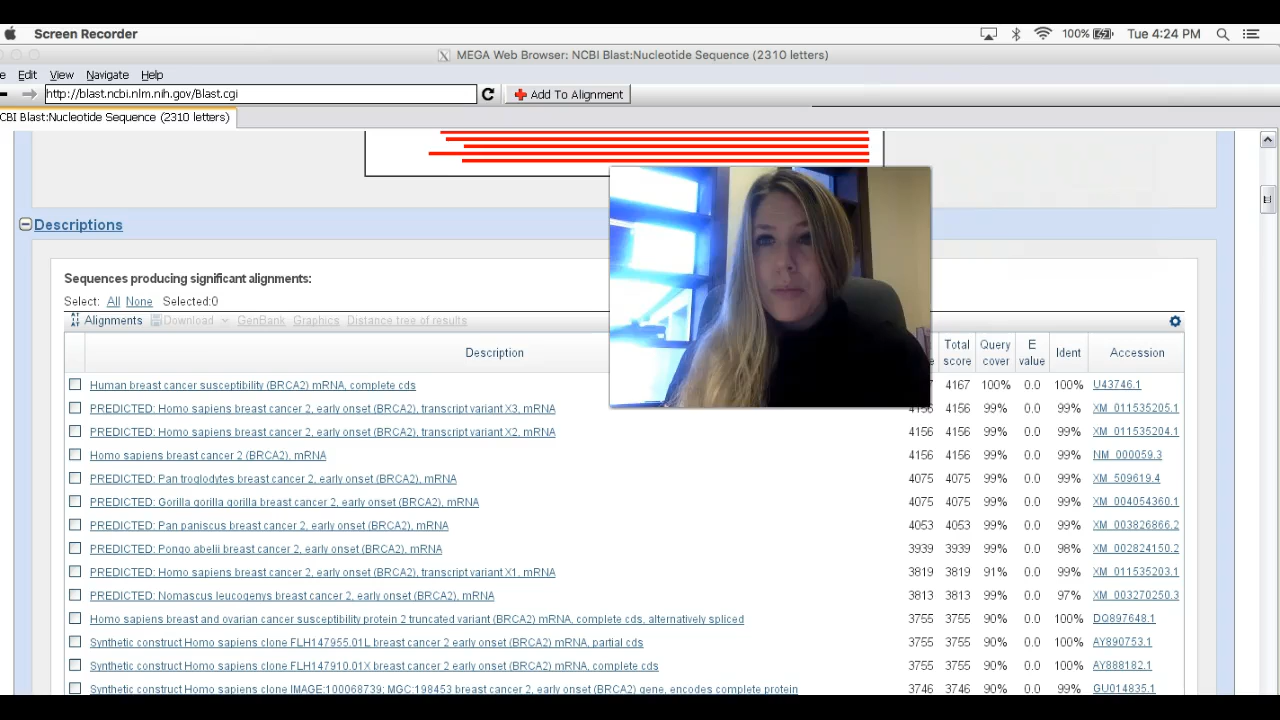 Screen Recorder 100% Tue 4:24 PM
MEGA Web Browser: NCBI Blast:Nucleotide Sequence (2310 letters)
Edit View Navigate Help
http://blast.ncbi.nlm.nih.gov/Blast.cgi Add To Alignment
CBI Blast:Nucleotide Sequence (2310 letters)
Descriptions
Sequences producing significant alignments:
Select: All None Selected:0
Alignments Download GenBank Graphics Distance tree of results
Description Total score Query cover E value Ident Accession
Human breast cancer susceptibility (BRCA2) mRNA, complete cds 4167 100% 0.0 100% U43746.1
PREDICTED: Homo sapiens breast cancer 2, early onset (BRCA2), transcript variant X3, mRNA 4156 4156 99% 0.0 99% XM_011535205.1
PREDICTED: Homo sapiens breast cancer 2, early onset (BRCA2), transcript variant X2, mRNA 4156 4156 99% 0.0 99% XM_011535204.1
Homo sapiens breast cancer 2 (BRCA2), mRNA 4156 4156 99% 0.0 99% NM_000059.3
PREDICTED: Pan troglodytes breast cancer 2, early onset (BRCA2), mRNA 4075 4075 99% 0.0 99% XM_509619.4
PREDICTED: Gorilla gorilla gorilla breast cancer 2, early onset (BRCA2), mRNA 4075 4075 99% 0.0 99% XM_004054360.1
PREDICTED: Pan paniscus breast cancer 2, early onset (BRCA2), mRNA 4053 4053 99% 0.0 99% XM_003826866.2
PREDICTED: Pongo abelii breast cancer 2, early onset (BRCA2), mRNA 3939 3939 99% 0.0 98% XM_002824150.2
PREDICTED: Homo sapiens breast cancer 2, early onset (BRCA2), transcript variant X1, mRNA 3819 3819 91% 0.0 99% XM_011535203.1
PREDICTED: Nomascus leucogenys breast cancer 2, early onset (BRCA2), mRNA 3813 3813 99% 0.0 97% XM_003270250.3
Homo sapiens breast and ovarian cancer susceptibility protein 2 truncated variant (BRCA2) mRNA, complete cds, alternatively spliced 3755 3755 90% 0.0 100% DQ897648.1
Synthetic construct Homo sapiens clone FLH147955.01L breast cancer 2 early onset (BRCA2) mRNA, partial cds 3755 3755 90% 0.0 100% AY890753.1
Synthetic construct Homo sapiens clone FLH147910.01X breast cancer 2 early onset (BRCA2) mRNA, complete cds 3755 3755 90% 0.0 100% AY888182.1
Synthetic construct Homo sapiens clone IMAGE:100068739; MGC:198453 breast cancer 2, early onset (BRCA2) gene, encodes complete protein 3746 3746 90% 0.0 99% GU014835.1